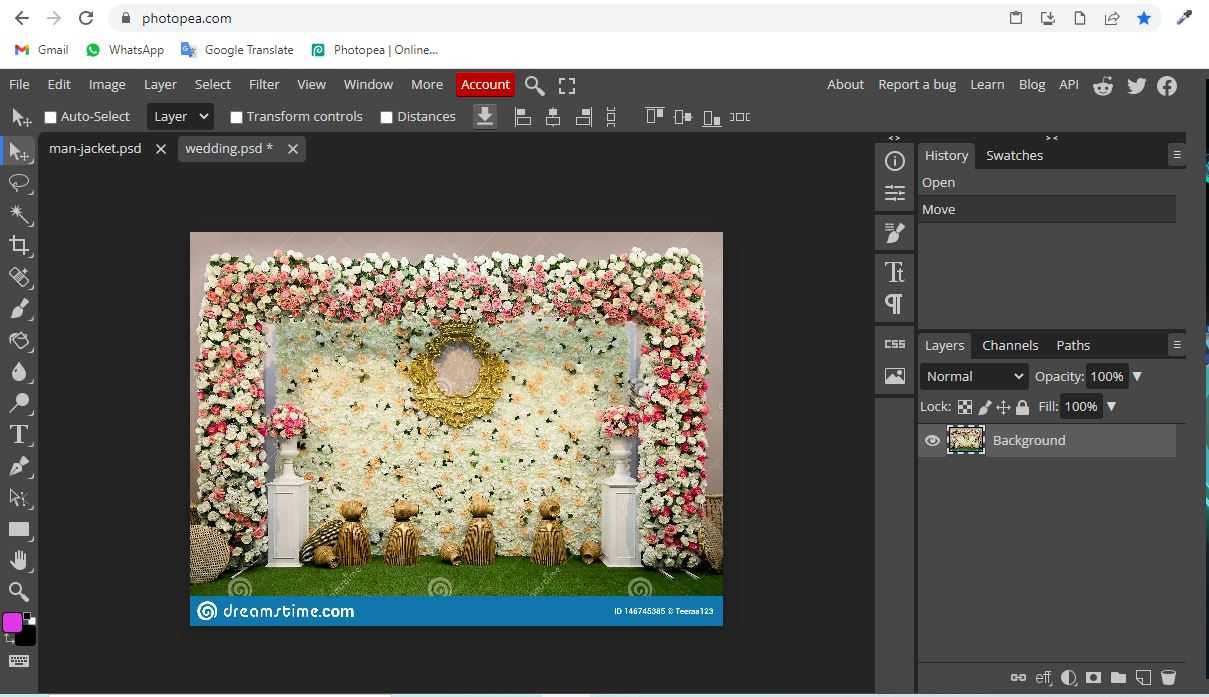 photopea.com
Gmail WhatsApp Google Translate Photopea | Online...
File Edit Image Layer Select Filter View Window More Account About Report a bug Learn Blog API
Auto-Select Layer Transform controls Distances
man-jacket.psd wedding.psd *
History Swatches
Open
Move
Tt
CSS
Layers Channels Paths
Normal Opacity: 100%
Lock: Fill: 100%
Background
T
dreamstime.com ID 146745385 © Teeraa123
eff